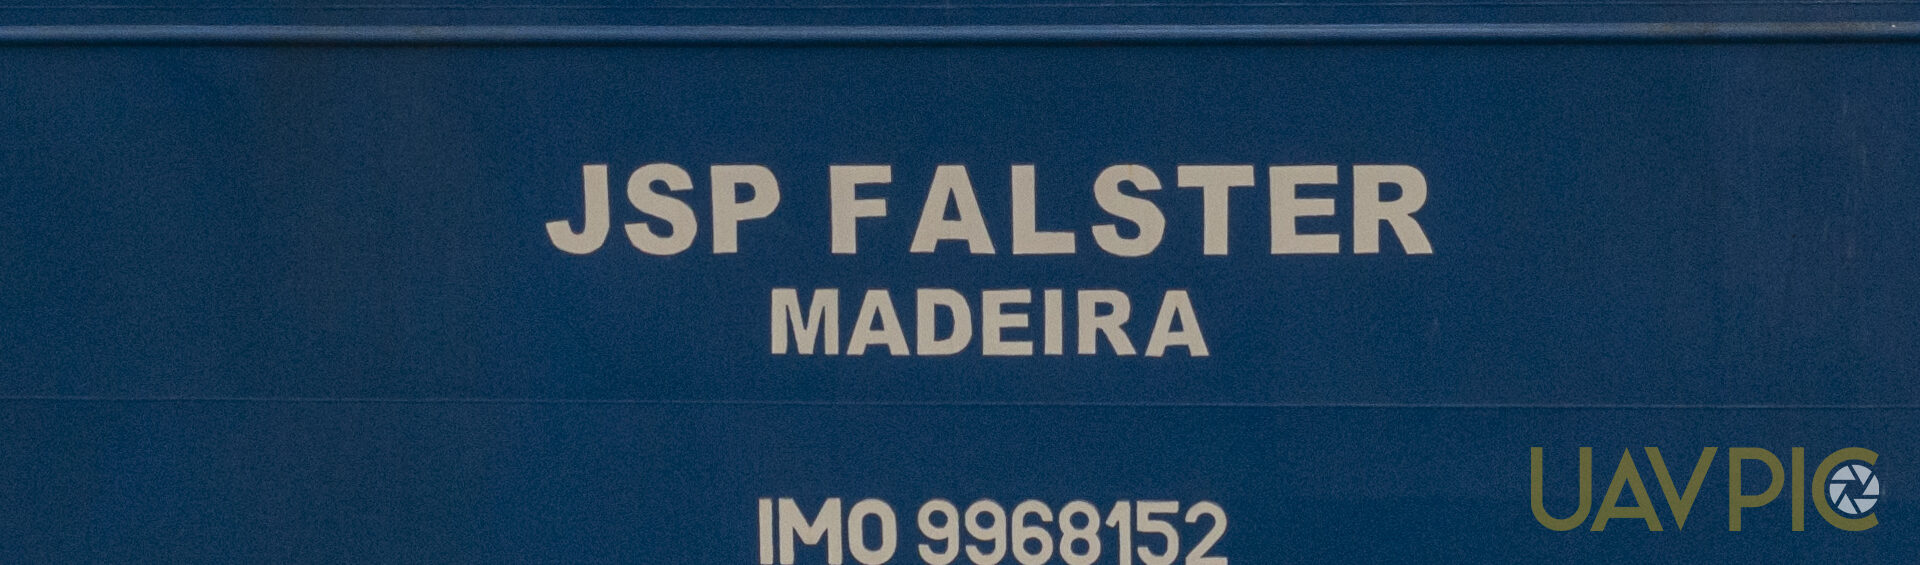 JSP FALSTER
MADEIRA
IMO 9968152
UAVPIC